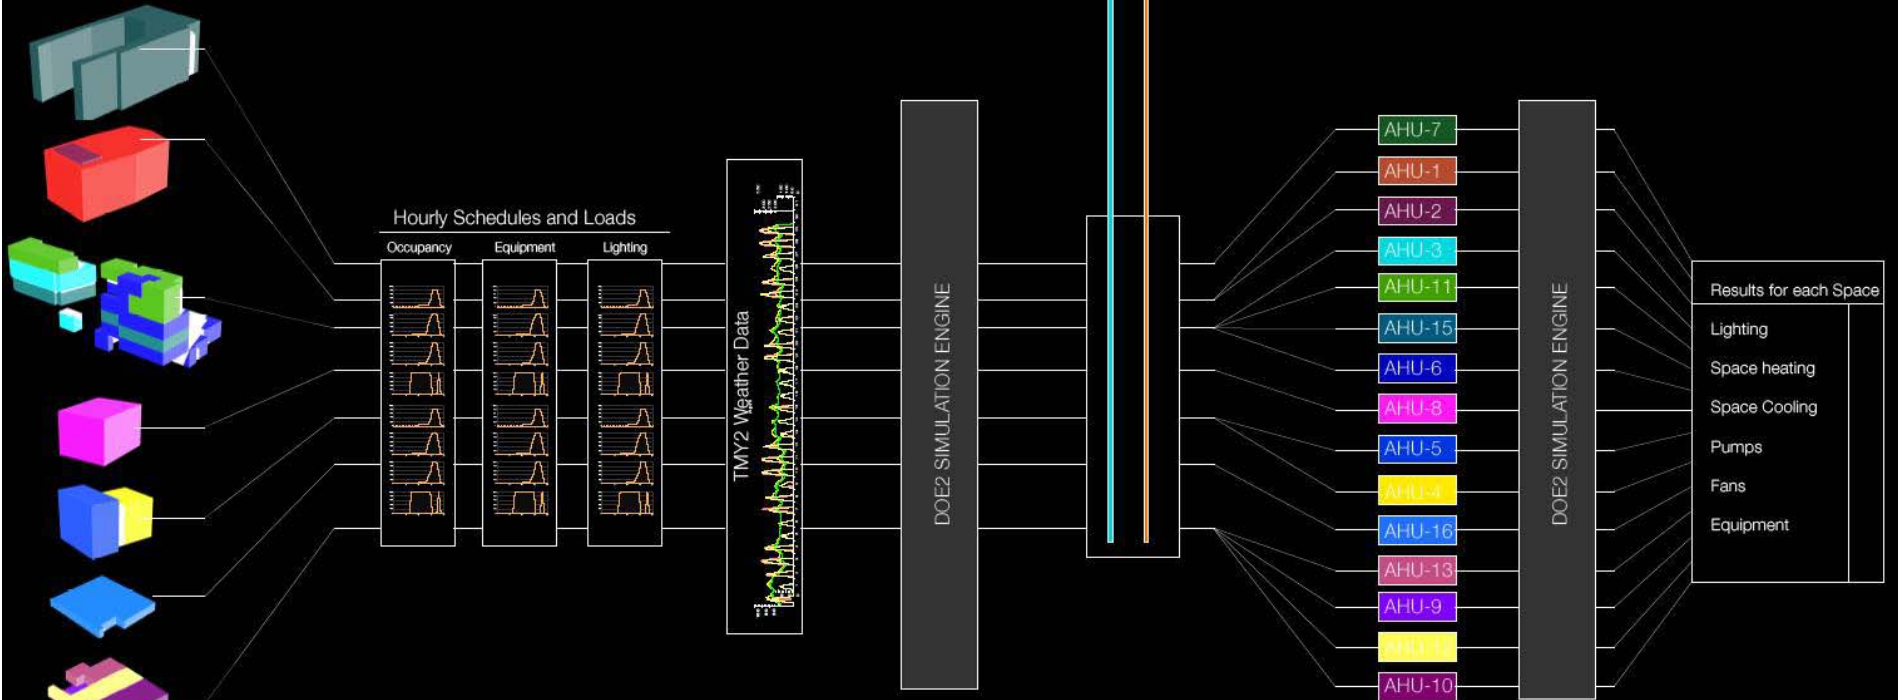 Hourly Schedules and Loads
Occupancy
Equipment
Lighting
TMY2 Weather Data
DOE2 SIMULATION ENGINE
AHU-7
AHU-1
AHU-2
AHU-3
AHU-11
AHU-15
AHU-6
AHU-8
AHU-5
AHU-4
AHU-16
AHU-13
AHU-9
AHU-12
AHU-10
DOE2 SIMULATION ENGINE
Results for each Space
Lighting
Space heating
Space Cooling
Pumps
Fans
Equipment